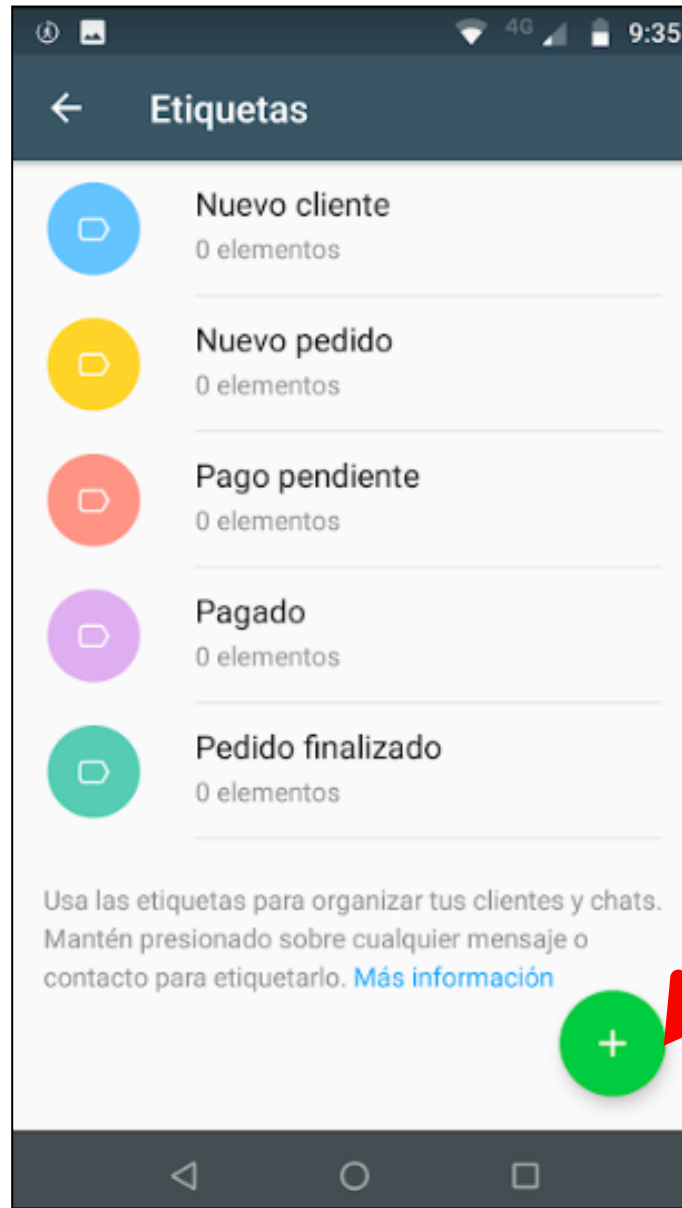 4G 9:35
Etiquetas
Nuevo cliente
0 elementos
Nuevo pedido
0 elementos
Pago pendiente
0 elementos
Pagado
0 elementos
Pedido finalizado
0 elementos
Usa las etiquetas para organizar tus clientes y chats.
Mantén presionado sobre cualquier mensaje o
contacto para etiquetarlo. Más información
+